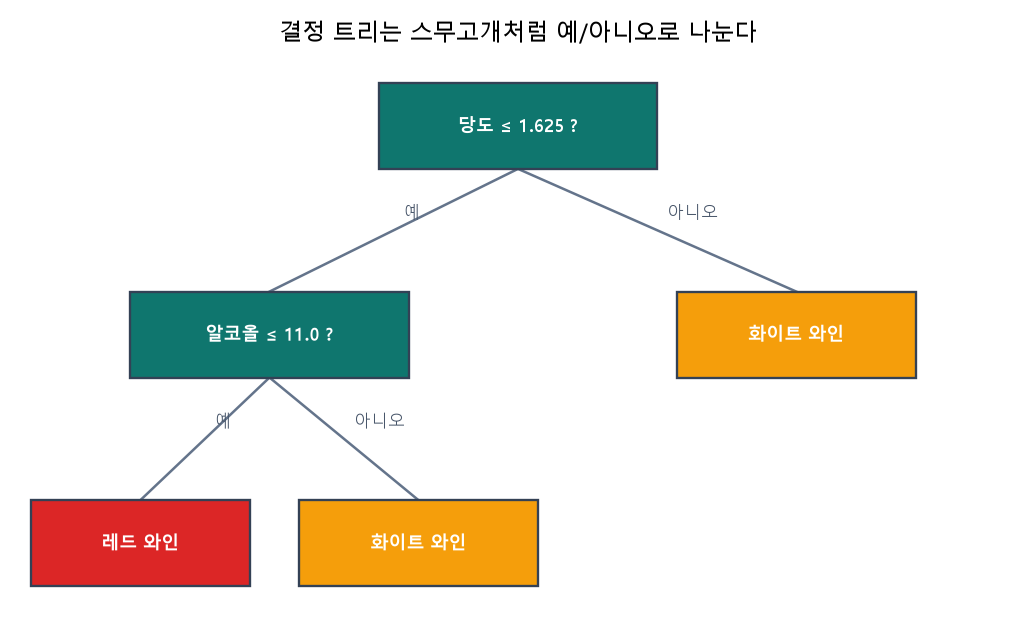 결정 트리는 스무고개처럼 예/아니오로 나눈다
당도 ≤ 1.625 ?
예
아니오
알코올 ≤ 11.0 ?
화이트 와인
예
아니오
레드 와인
화이트 와인